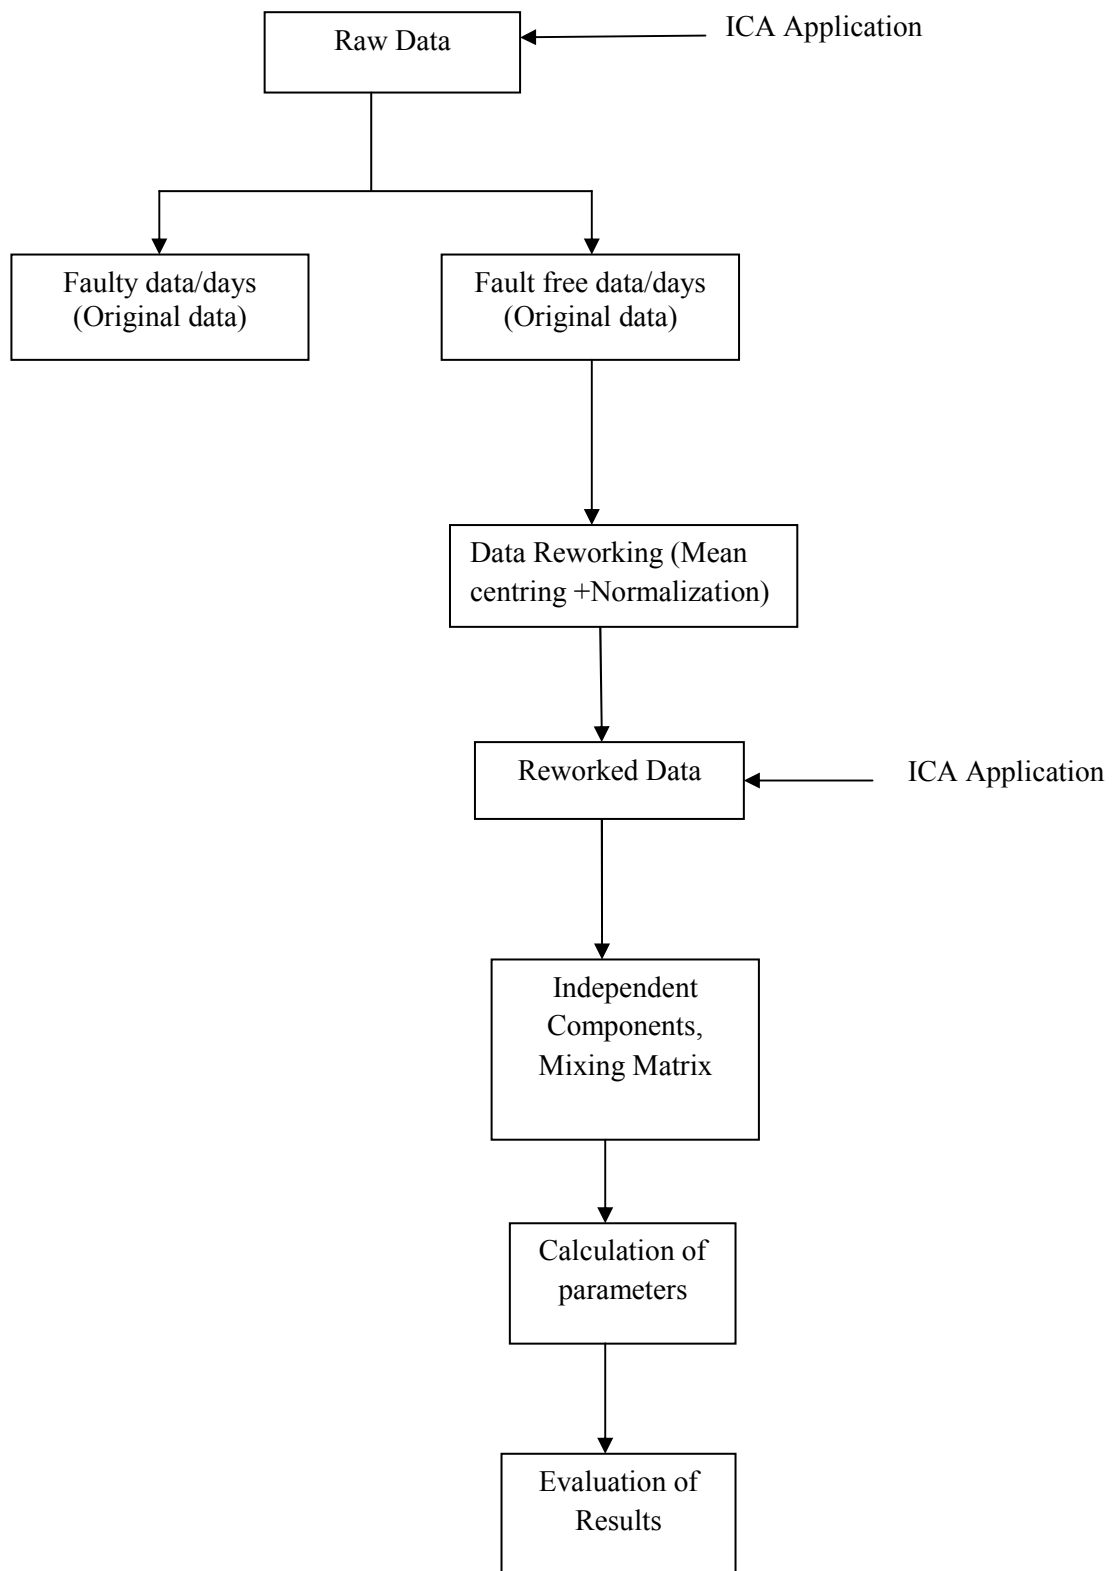 Raw Data
ICA Application
Faulty data/days
(Original data)
Fault free data/days
(Original data)
Data Reworking (Mean
centring +Normalization)
Reworked Data
ICA Application
Independent
Components,
Mixing Matrix
Calculation of
parameters
Evaluation of
Results